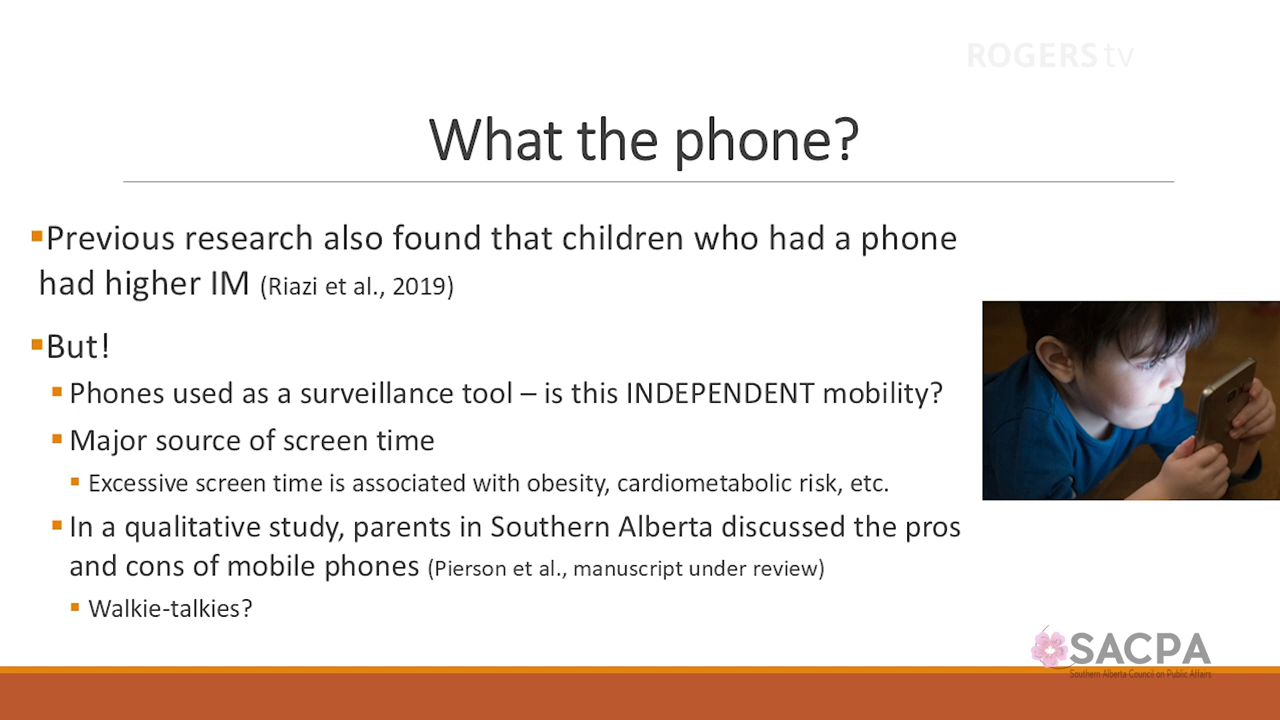 ROGERS tv
What the phone?
Previous research also found that children who had a phone
had higher IM (Riazi et al., 2019)
But!
Phones used as a surveillance tool – is this INDEPENDENT mobility?
Major source of screen time
Excessive screen time is associated with obesity, cardiometabolic risk, etc.
In a qualitative study, parents in Southern Alberta discussed the pros
and cons of mobile phones (Pierson et al., manuscript under review)
Walkie-talkies?
SACPA
Southern Alberta Council on Public Affairs